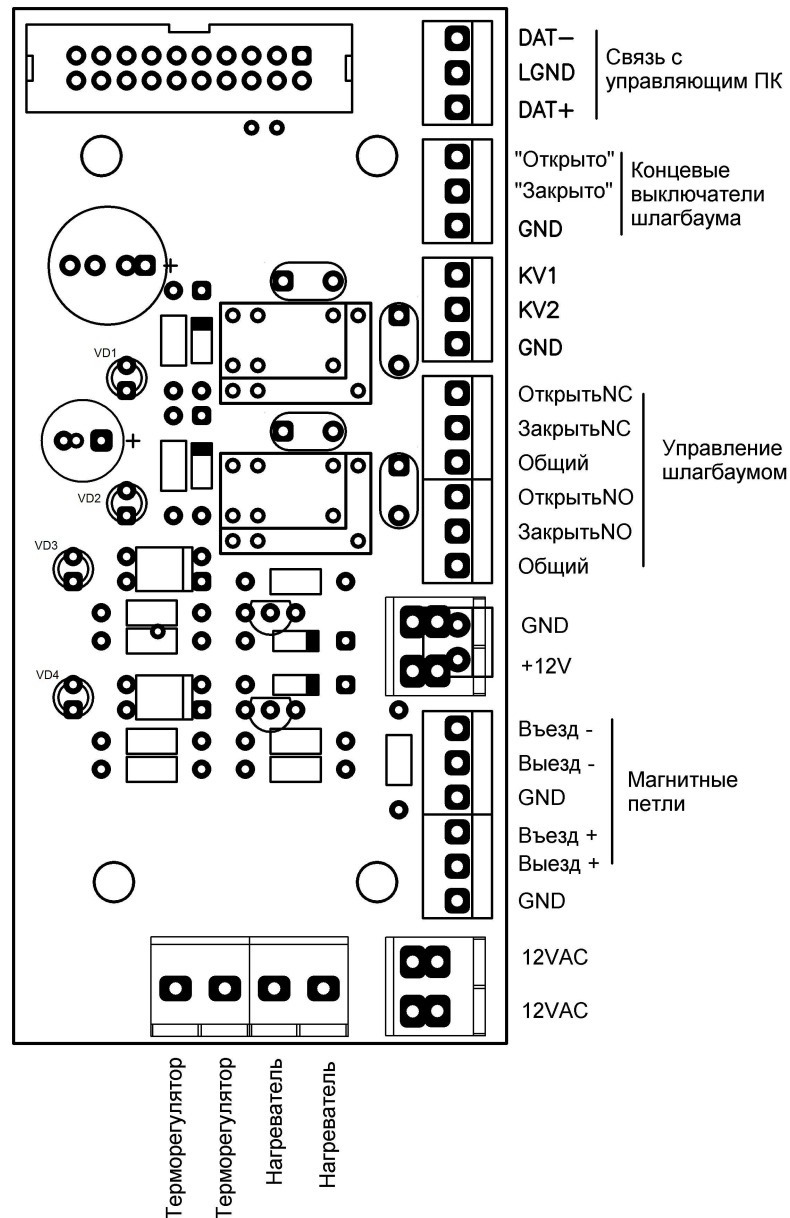 DAT–
LGND
DAT+
Связь с
управляющим ПК
"Открыто"
"Закрыто"
GND
Концевые
выключатели
шлагбаума
KV1
KV2
GND
ОткрытьNC
ЗакрытьNC
Общий
ОткрытьNO
ЗакрытьNO
Общий
Управление
шлагбаумом
GND
+12V
Въезд -
Выезд -
GND
Въезд +
Выезд +
GND
Магнитные
петли
12VAC
12VAC
+
VD1
+
VD2
VD3
VD4
Терморегулятор
Терморегулятор
Нагреватель
Нагреватель